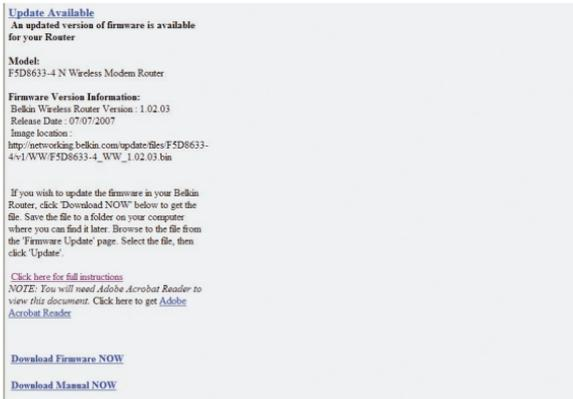 Update Available
An updated version of firmware is available
for your Router
Model:
F5D8633-4 N Wireless Modem Router
Firmware Version Information:
Belkin Wireless Router Version : 1.02.03
Release Date : 07/07/2007
Image location :
http://networking.belkin.com/update/files/F5D8633-
4/v1/WW/F5D8633-4_WW_1.02.03.bin
If you wish to update the firmware in your Belkin
Router, click 'Download NOW' below to get the
file. Save the file to a folder on your computer
where you can find it later. Browse to the file from
the 'Firmware Update' page. Select the file, then
click 'Update'.
Click here for full instructions
NOTE: You will need Adobe Acrobat Reader to
view this document. Click here to get Adobe
Acrobat Reader
Download Firmware NOW
Download Manual NOW